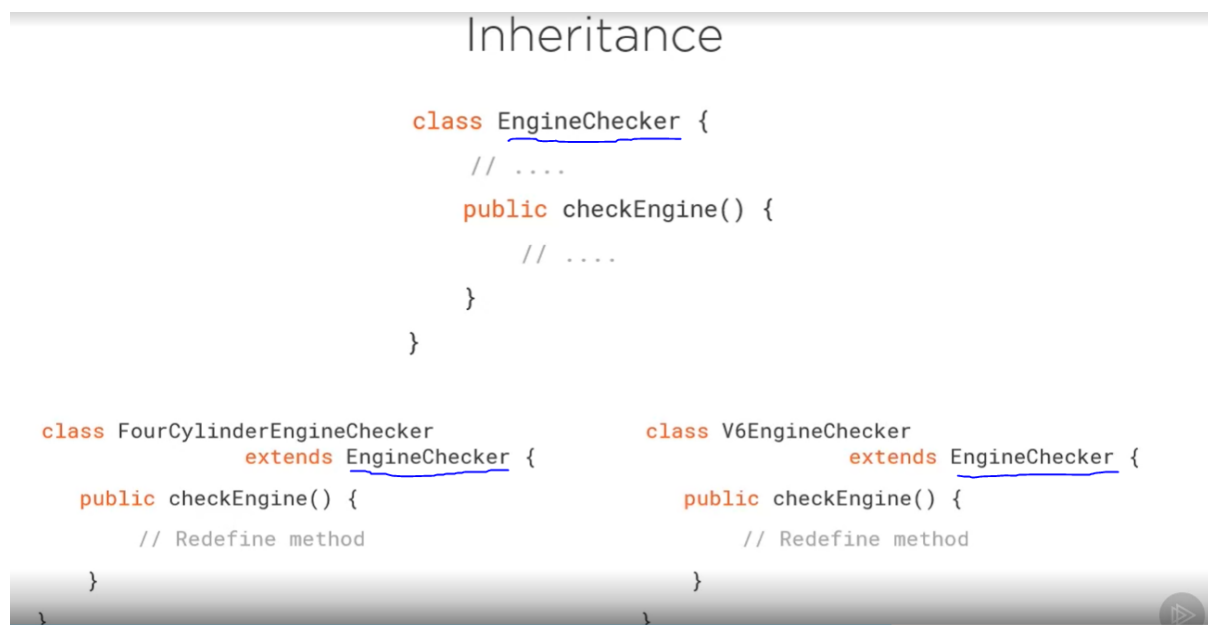 Inheritance
class EngineChecker {
// ....
public checkEngine() {
// ....
}
}
class FourCylinderEngineChecker
extends EngineChecker {
public checkEngine() {
// Redefine method
}
}
class V6EngineChecker
extends EngineChecker {
public checkEngine() {
// Redefine method
}
}